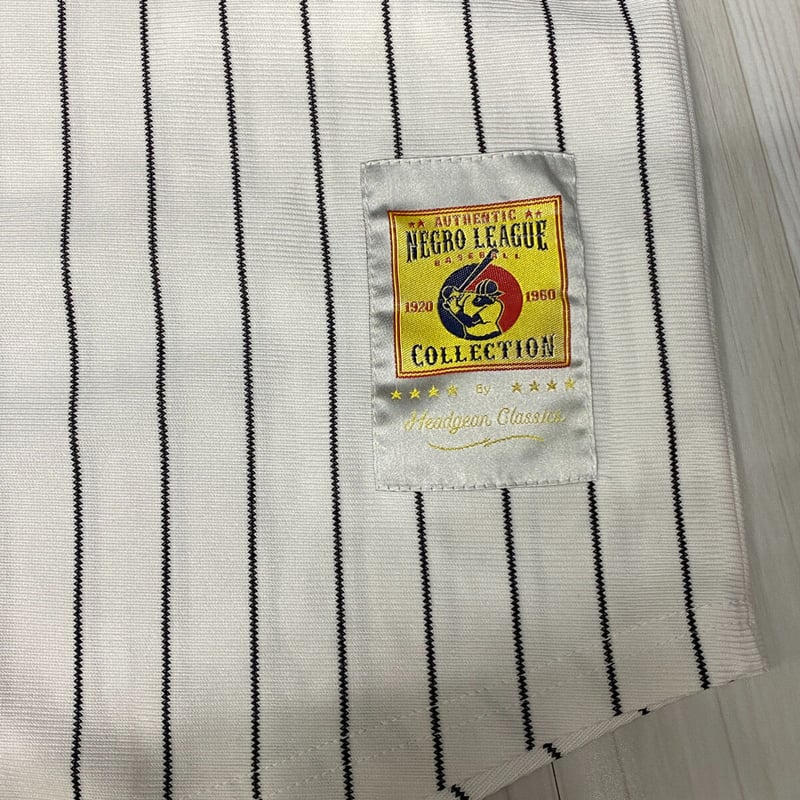 AUTHENTIC
NEGRO LEAGUE
BASEBALL
1920 1960
COLLECTION
By
Headgear Classics